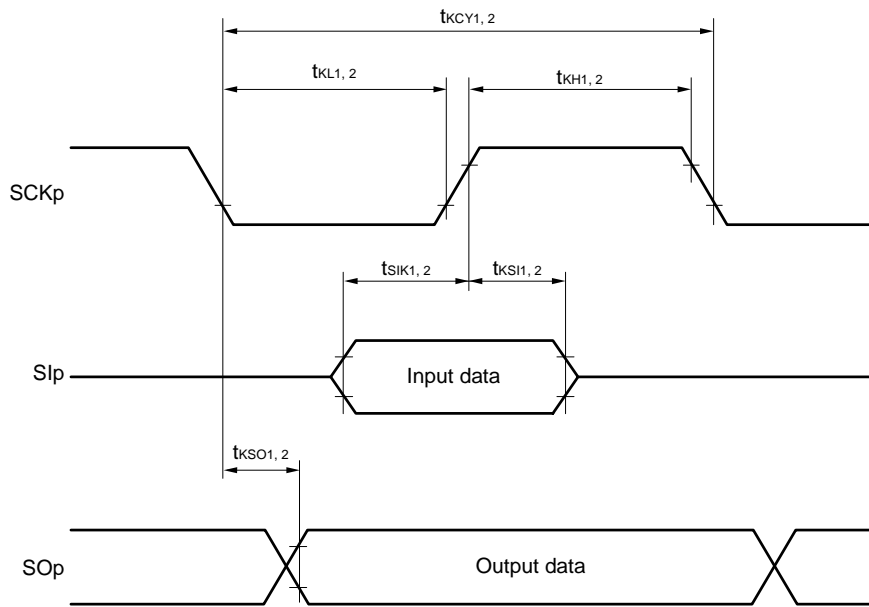 tKCY1, 2
tKL1, 2
tKH1, 2
SCKp
tSIK1, 2
tKSI1, 2
SIp
Input data
tKSO1, 2
SOp
Output data